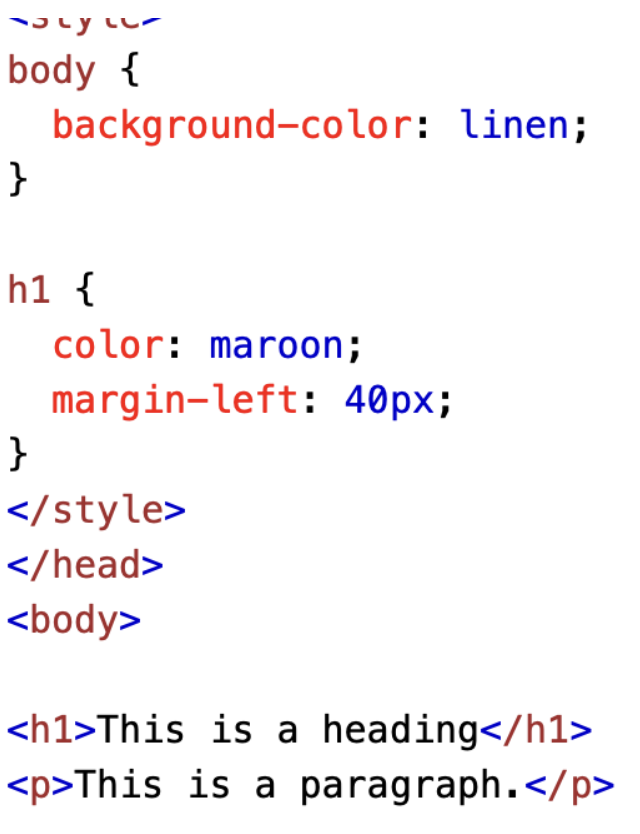 <style>
body {
  background-color: linen;
}

h1 {
  color: maroon;
  margin-left: 40px;
}
</style>
</head>
<body>

<h1>This is a heading</h1>
<p>This is a paragraph.</p>